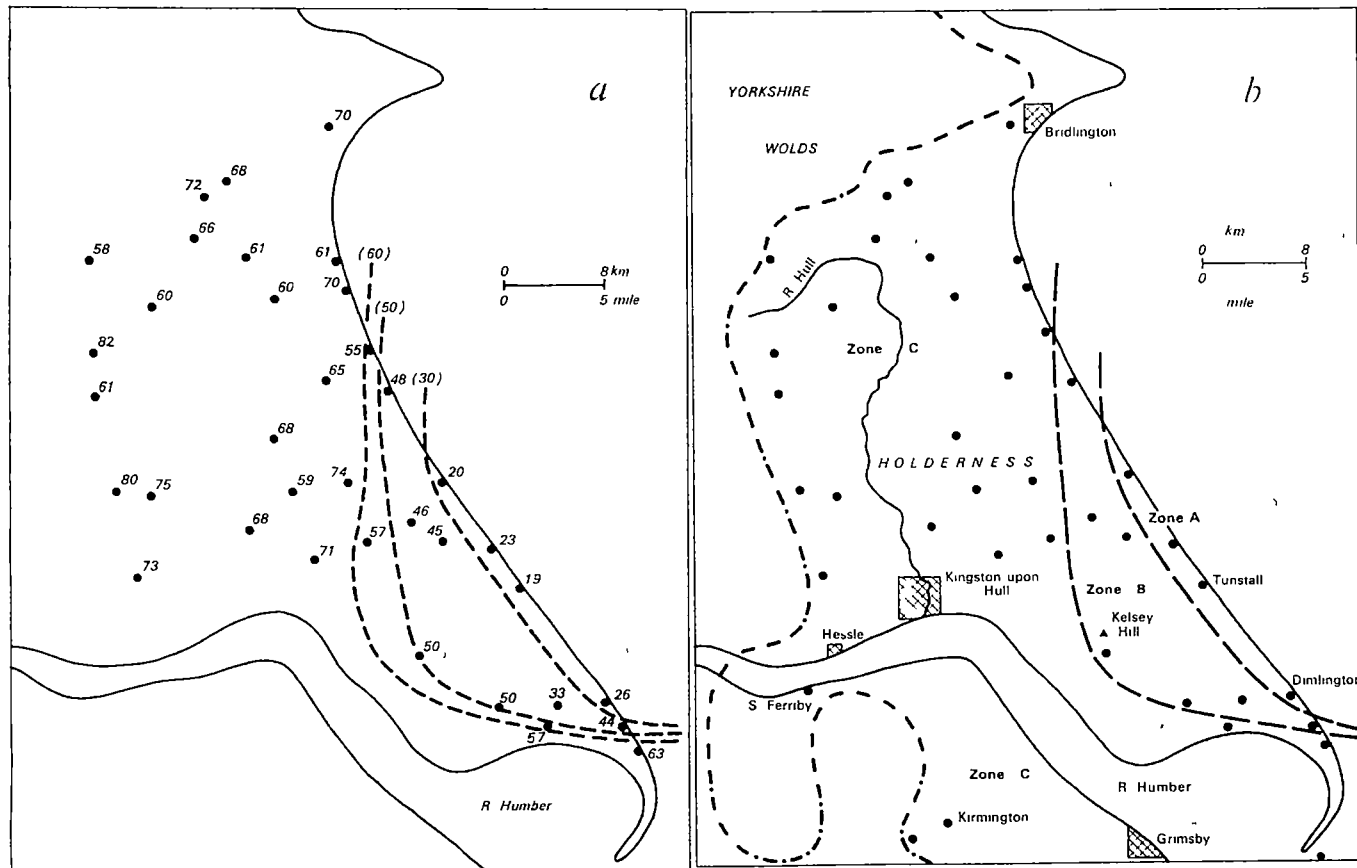 a
70
68
72
66
58
61
61
(60)
0 8 km
0 5 mile
60
60
70
(50)
82
55
65
48
(30)
61
68
80
75
59
74
20
46
68
57
45
23
71
73
19
50
50
33
26
44
57
63
R Humber
b
YORKSHIRE
WOLDS
Bridlington
km
0 8
0 5
mile
R Hull
Zone C
HOLDERNESS
Zone A
Kingston upon
Hull
Tunstall
Zone B
Kelsey
Hill
Hessle
Dimlington
S Ferriby
Zone C
R Humber
Kirmington
Grimsby